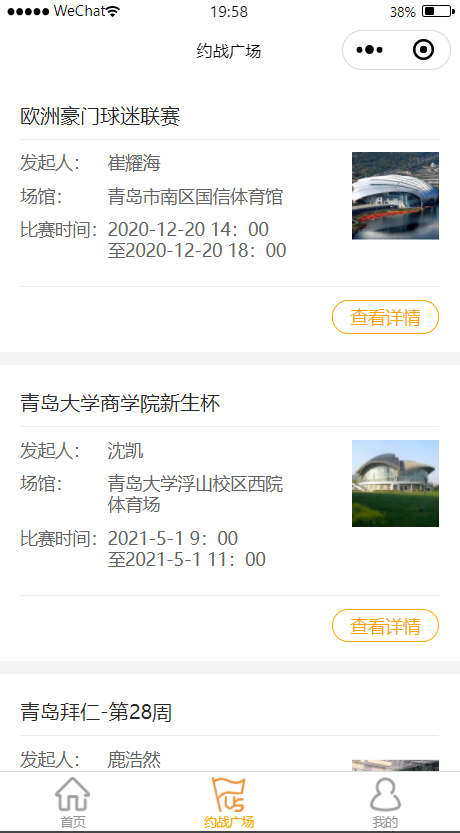 WeChat 19:58 38%
约战广场
欧洲豪门球迷联赛
发起人： 崔耀海
场馆： 青岛市南区国信体育馆
比赛时间： 2020-12-20 14：00
至2020-12-20 18：00
查看详情
青岛大学商学院新生杯
发起人： 沈凯
场馆： 青岛大学浮山校区西院
体育场
比赛时间： 2021-5-1 9：00
至2021-5-1 11：00
查看详情
青岛拜仁-第28周
发起人： 鹿浩然
VS
首页 约战广场 我的